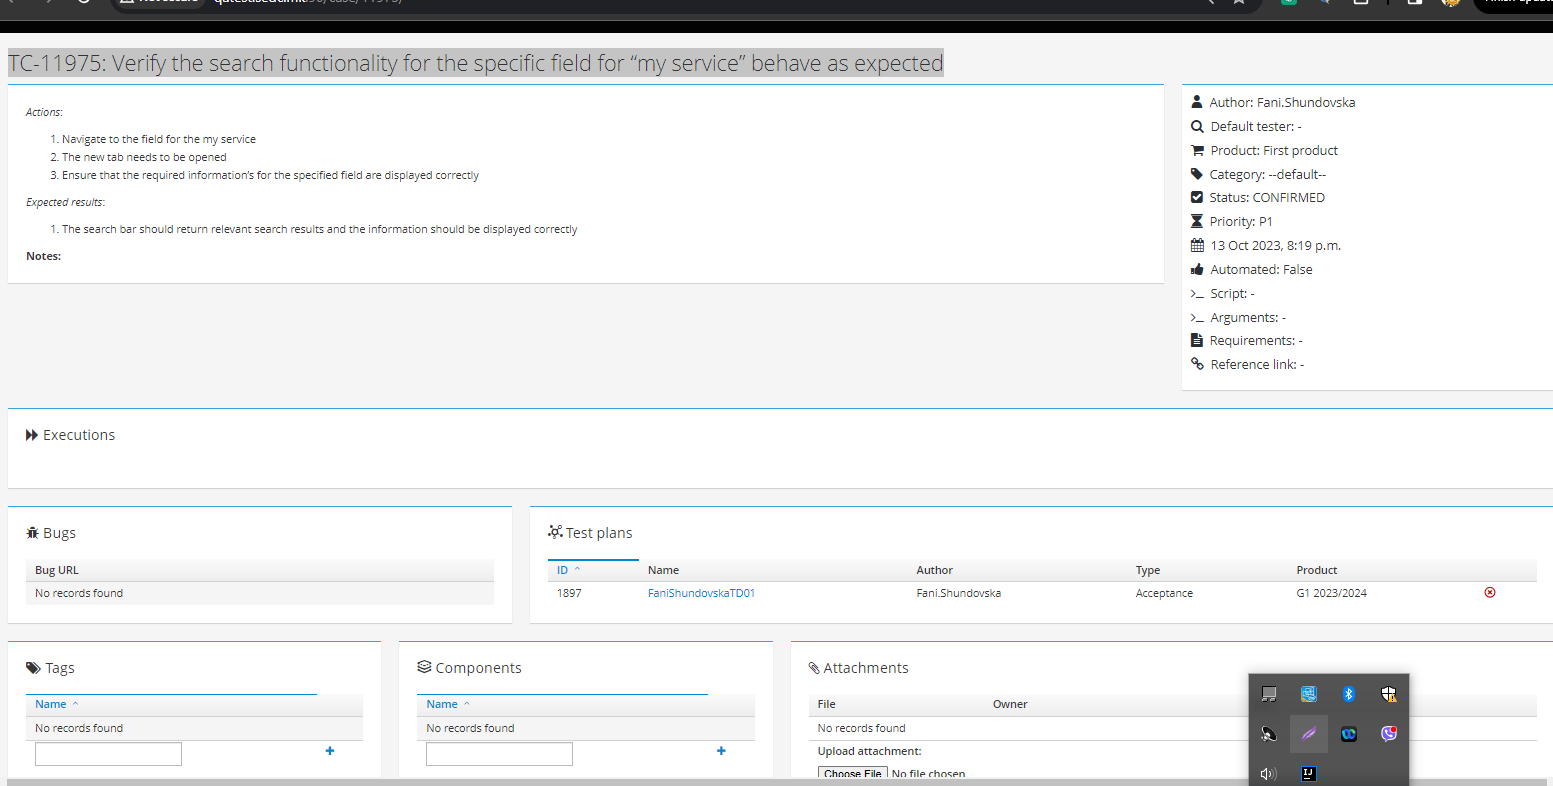 TC-11975: Verify the search functionality for the specific field for “my service” behave as expected
Actions:
1. Navigate to the field for the my service
2. The new tab needs to be opened
3. Ensure that the required information's for the specified field are displayed correctly
Expected results:
1. The search bar should return relevant search results and the information should be displayed correctly
Notes:
Author: Fani.Shundovska
Default tester: -
Product: First product
Category: --default--
Status: CONFIRMED
Priority: P1
13 Oct 2023, 8:19 p.m.
Automated: False
Script: -
Arguments: -
Requirements: -
Reference link: -
Executions
Bugs
Bug URL
No records found
Test plans
ID Name Author Type Product
1897 FaniShundovskaTD01 Fani.Shundovska Acceptance G1 2023/2024
Tags
Name
No records found
Components
Name
No records found
Attachments
File Owner
No records found
Upload attachment:
Choose File No file chosen